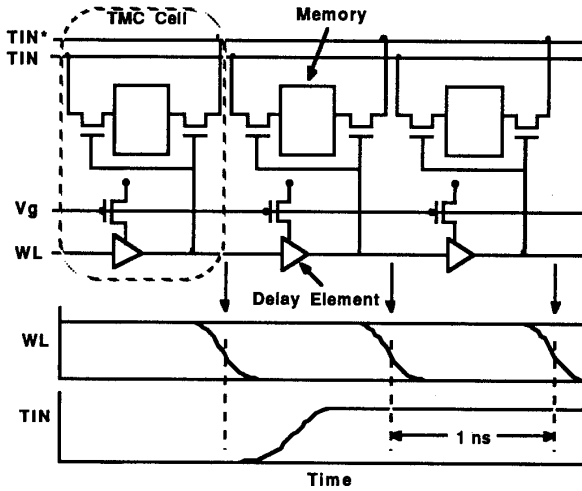 TMC Cell
Memory
TIN*
TIN
Vg
WL
Delay Element
WL
TIN
1 ns
Time